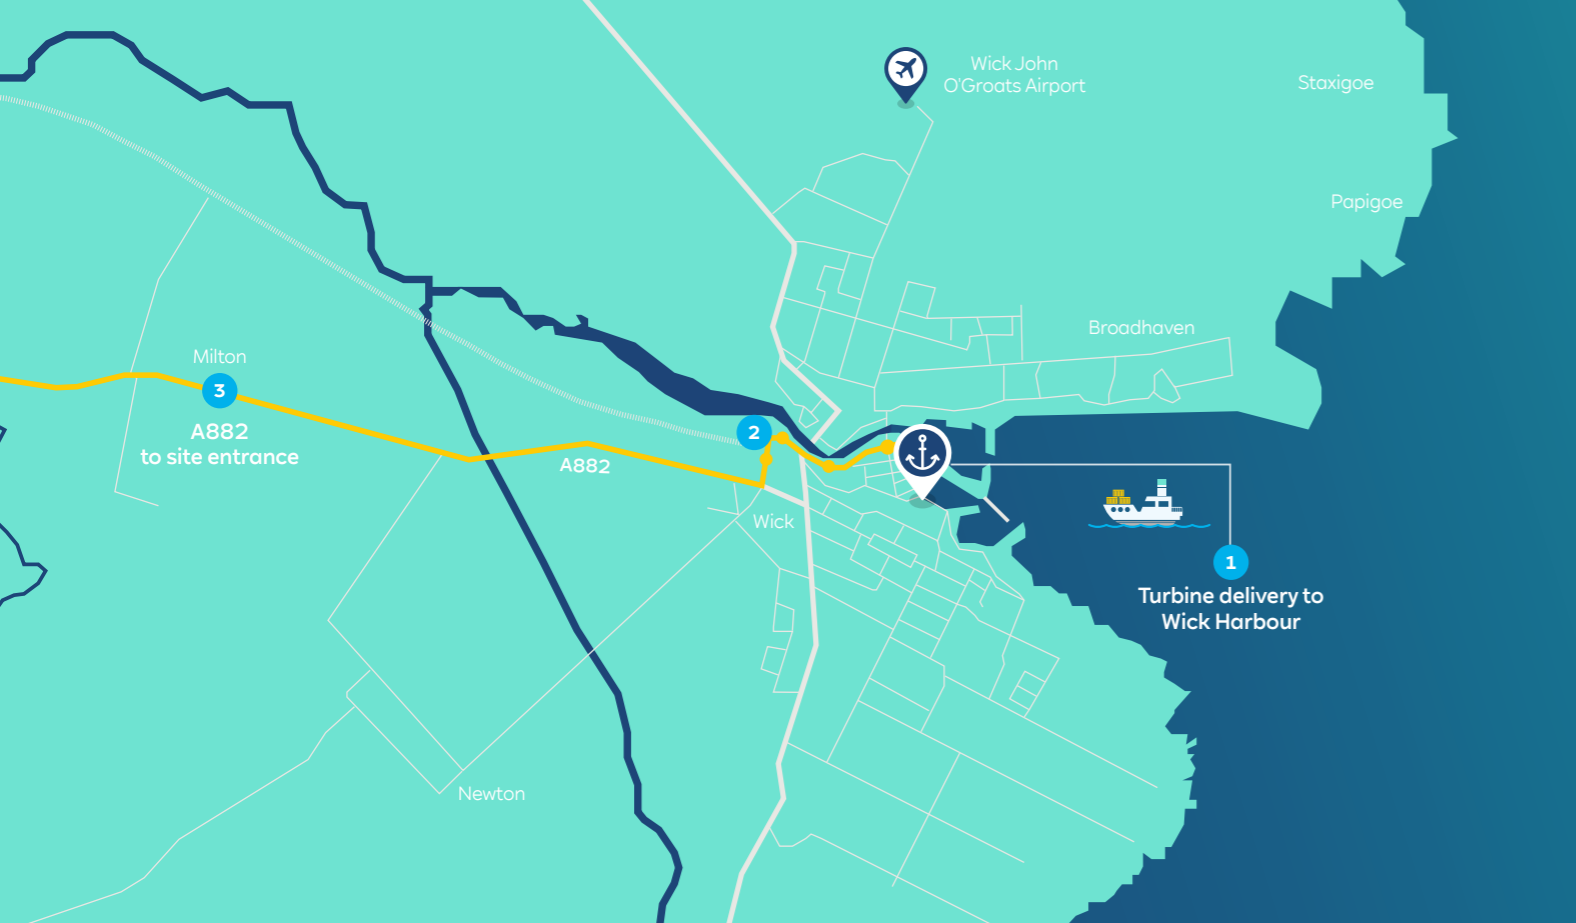 Wick John
O'Groats Airport
Staxigoe
Papigoe
Broadhaven
Milton
3
A882
to site entrance
2
A882
Wick
1
Turbine delivery to
Wick Harbour
Newton